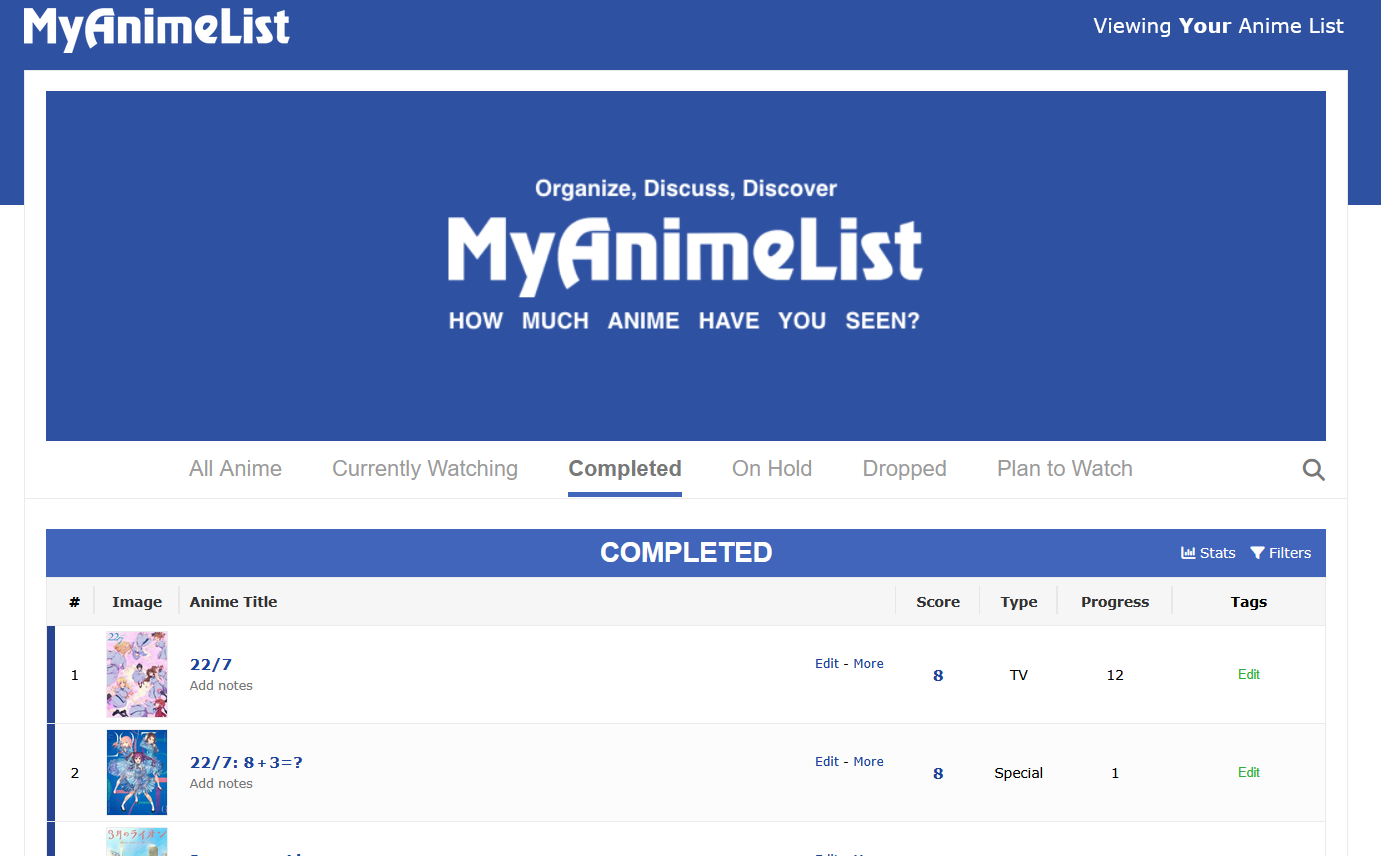 MyAnimeList
Viewing Your Anime List
Organize, Discuss, Discover
MyAnimeList
HOW MUCH ANIME HAVE YOU SEEN?
All Anime Currently Watching Completed On Hold Dropped Plan to Watch
COMPLETED
Stats Filters
# Image Anime Title Score Type Progress Tags
22/7
1 22/7 Edit - More 8 TV 12 Edit
Add notes
2 22/7: 8+3=? Edit - More 8 Special 1 Edit
Add notes
3月のライオン